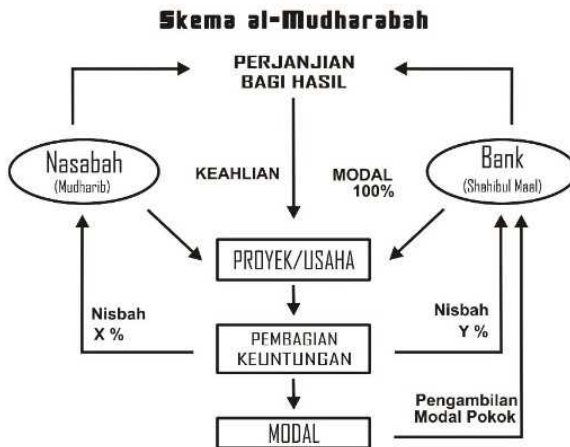 Skema al-Mudharabah
PERJANJIAN
BAGI HASIL
Nasabah
(Mudharib)
Bank
(Shahibul Maal)
KEAHLIAN
MODAL
100%
PROYEK/USAHA
Nisbah
X %
Nisbah
Y %
PEMBAGIAN
KEUNTUNGAN
Pengambilan
Modal Pokok
MODAL